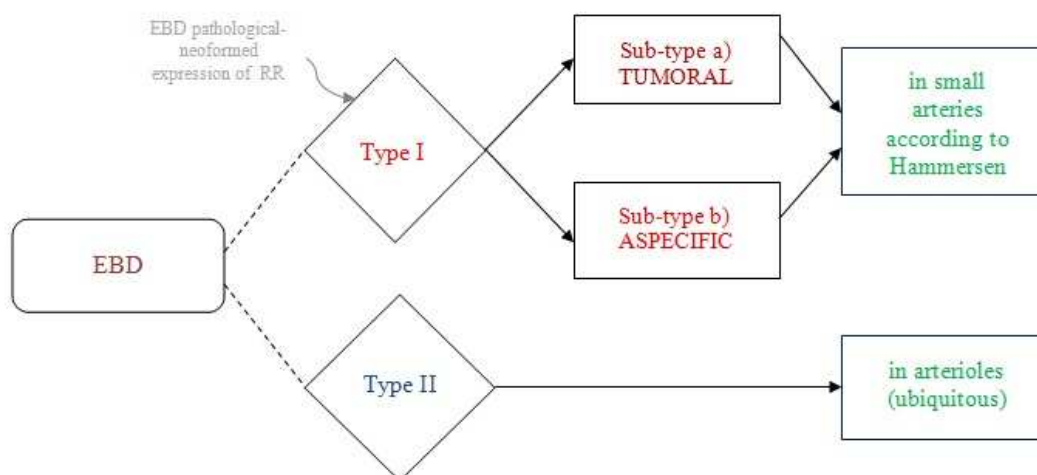 EBD pathological-
neoformed
expression of RR
Sub-type a)
TUMORAL
in small
arteries
according to
Hammersen
Type I
Sub-type b)
ASPECIFIC
EBD
Type II
in arterioles
(ubiquitous)